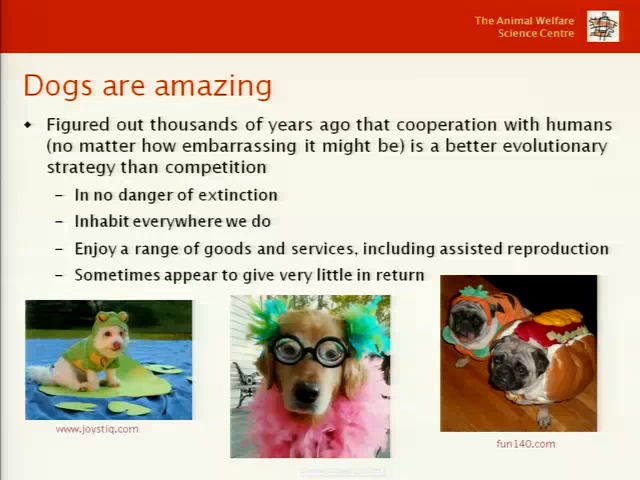 The Animal Welfare
Science Centre
Dogs are amazing
Figured out thousands of years ago that cooperation with humans
(no matter how embarrassing it might be) is a better evolutionary
strategy than competition
– In no danger of extinction
– Inhabit everywhere we do
– Enjoy a range of goods and services, including assisted reproduction
– Sometimes appear to give very little in return
www.joystiq.com
fun140.com